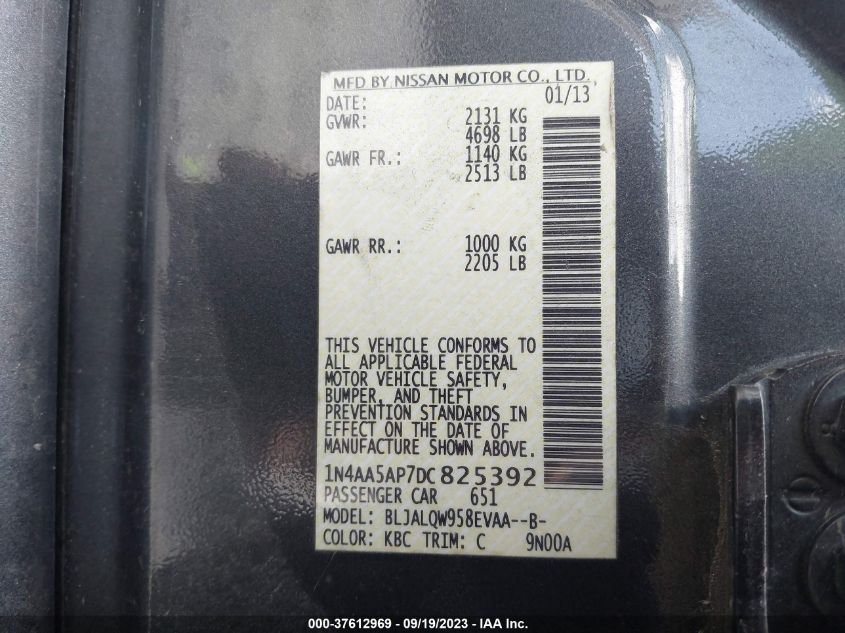 MFD BY NISSAN MOTOR CO., LTD.
DATE: 01/13
GVWR: 2131 KG
4698 LB
GAWR FR.: 1140 KG
2513 LB
GAWR RR.: 1000 KG
2205 LB
THIS VEHICLE CONFORMS TO
ALL APPLICABLE FEDERAL
MOTOR VEHICLE SAFETY,
BUMPER, AND THEFT
PREVENTION STANDARDS IN
EFFECT ON THE DATE OF
MANUFACTURE SHOWN ABOVE.
1N4AA5AP7DC825392
PASSENGER CAR 651
MODEL: BLJALQW958EVAA--B-
COLOR: KBC TRIM: C 9N00A
000-37612969 - 09/19/2023 - IAA Inc.